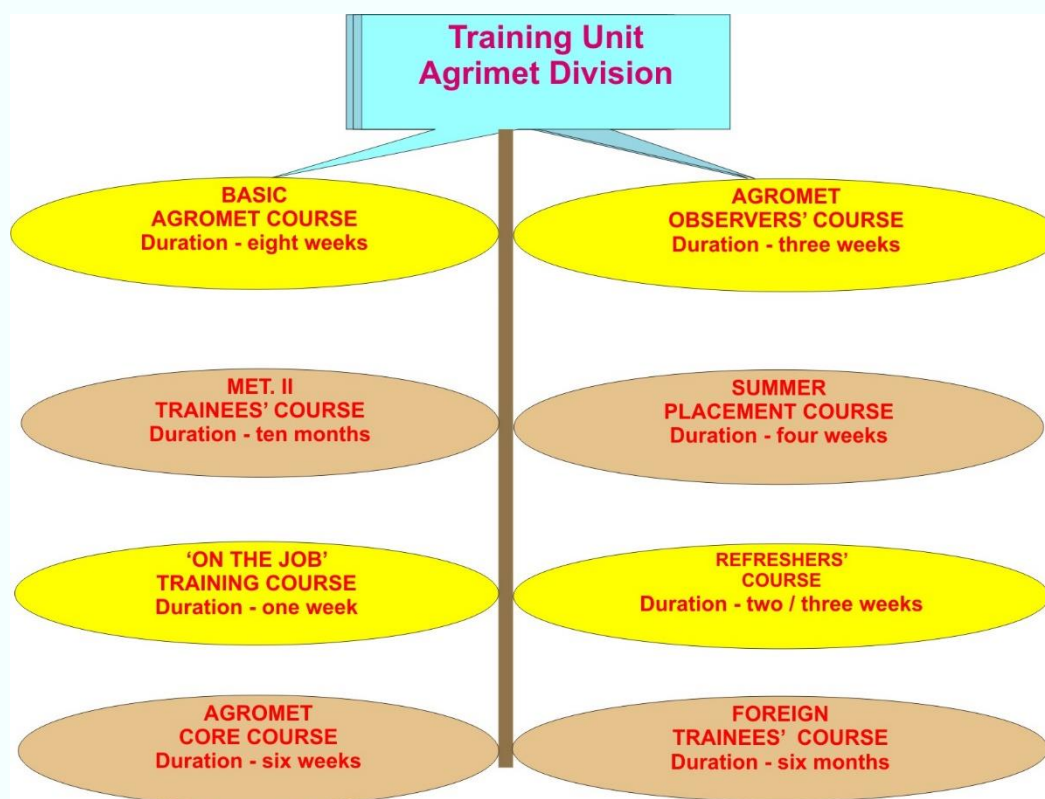 Training Unit
Agrimet Division
BASIC
AGROMET COURSE
Duration - eight weeks
AGROMET
OBSERVERS’ COURSE
Duration - three weeks
MET. II
TRAINEES’ COURSE
Duration - ten months
SUMMER
PLACEMENT COURSE
Duration - four weeks
‘ON THE JOB’
TRAINING COURSE
Duration - one week
REFRESHERS’
COURSE
Duration - two / three weeks
AGROMET
CORE COURSE
Duration - six weeks
FOREIGN
TRAINEES’ COURSE
Duration - six months